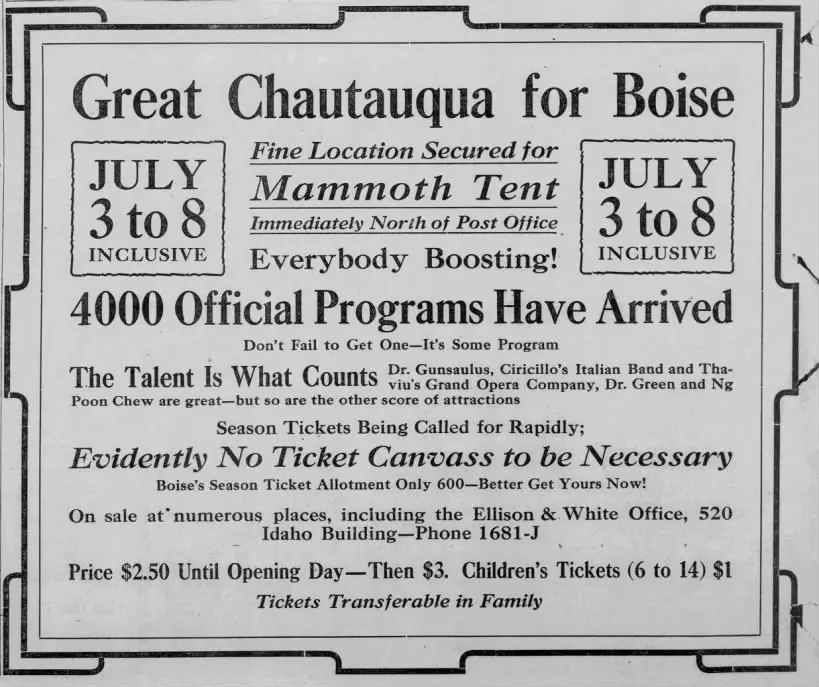 Great Chautauqua for Boise
JULY
3 to 8
INCLUSIVE
Fine Location Secured for
Mammoth Tent
Immediately North of Post Office
Everybody Boosting!
JULY
3 to 8
INCLUSIVE
4000 Official Programs Have Arrived
Don't Fail to Get One—It's Some Program
The Talent Is What Counts Dr. Gunsaulus, Ciricillo's Italian Band and Tha-
viu's Grand Opera Company, Dr. Green and Ng
Poon Chew are great—but so are the other score of attractions
Season Tickets Being Called for Rapidly;
Evidently No Ticket Canvass to be Necessary
Boise's Season Ticket Allotment Only 600—Better Get Yours Now!
On sale at numerous places, including the Ellison & White Office, 520
Idaho Building—Phone 1681-J
Price $2.50 Until Opening Day—Then $3. Children's Tickets (6 to 14) $1
Tickets Transferable in Family